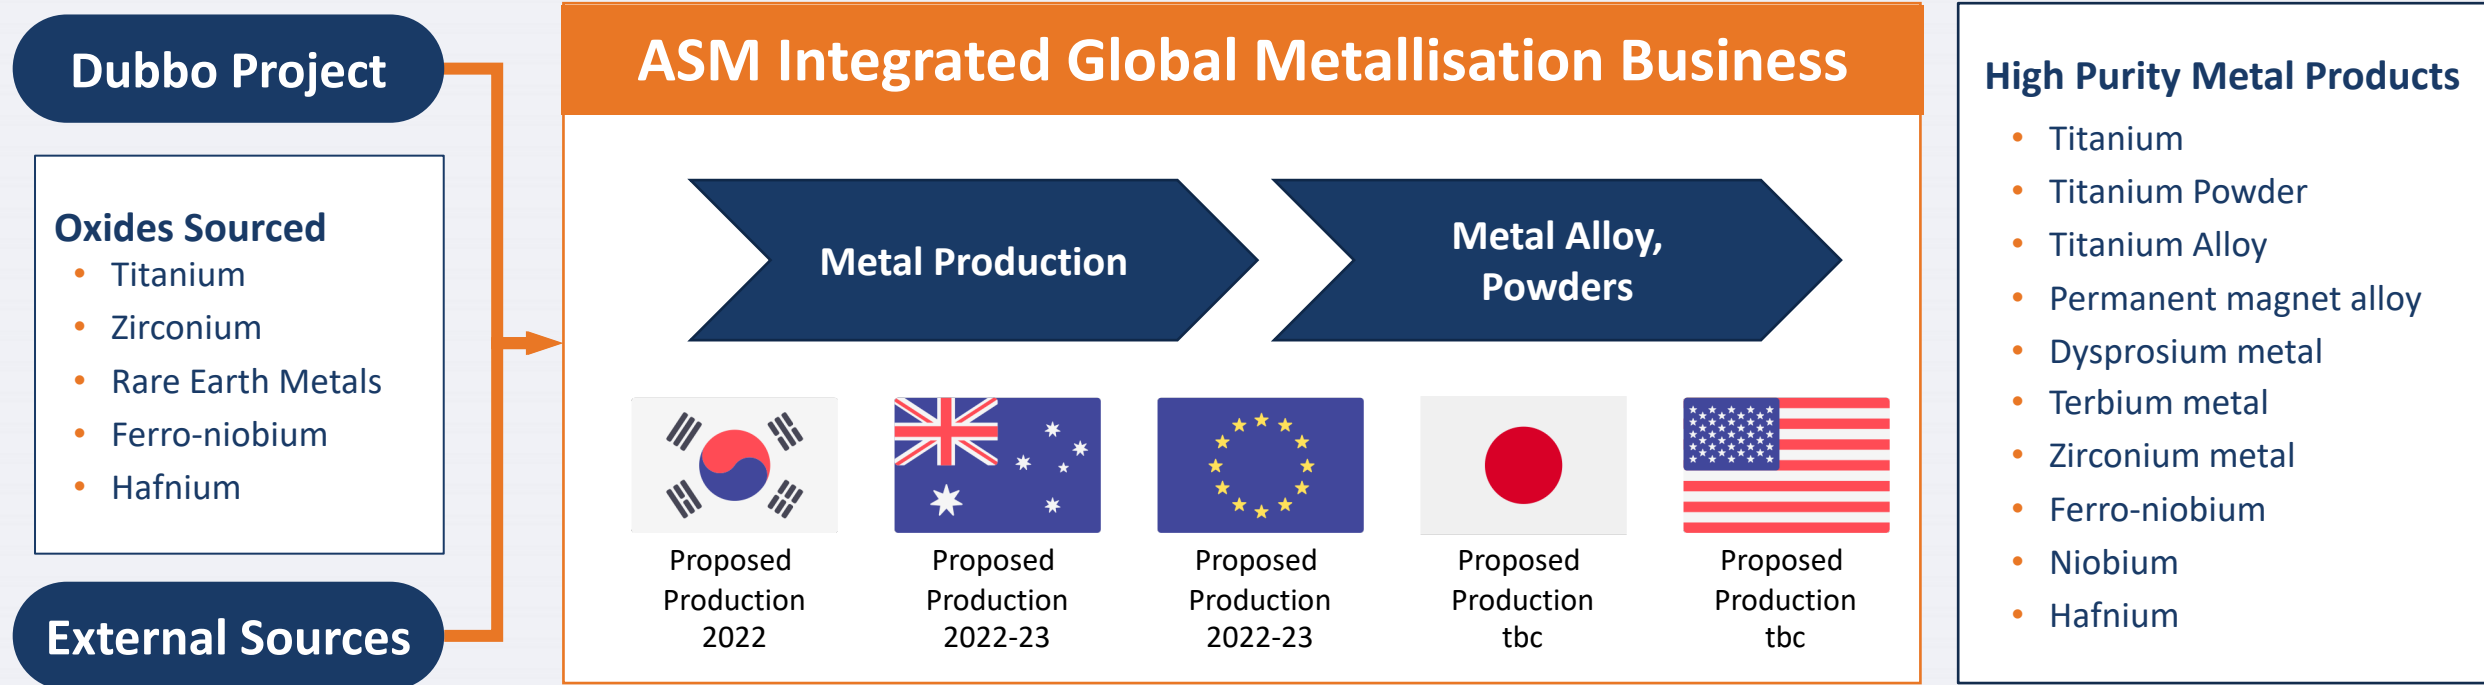 Dubbo Project
Oxides Sourced
• Titanium
• Zirconium
• Rare Earth Metals
• Ferro-niobium
• Hafnium
External Sources
ASM Integrated Global Metallisation Business
Metal Production
Metal Alloy,
Powders
Proposed
Production
2022
Proposed
Production
2022-23
Proposed
Production
2022-23
Proposed
Production
tbc
Proposed
Production
tbc
High Purity Metal Products
• Titanium
• Titanium Powder
• Titanium Alloy
• Permanent magnet alloy
• Dysprosium metal
• Terbium metal
• Zirconium metal
• Ferro-niobium
• Niobium
• Hafnium